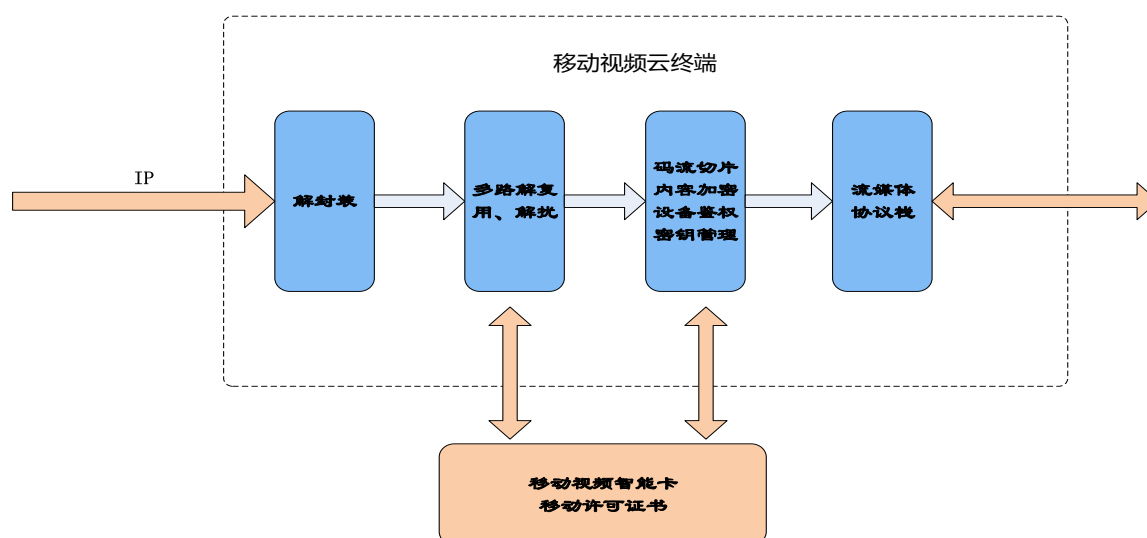 移动视频云终端
IP
解封装
多路解复
用、解扰
码流切片
内容加密
设备鉴权
密钥管理
流媒体
协议栈
移动视频智能卡
移动许可证书